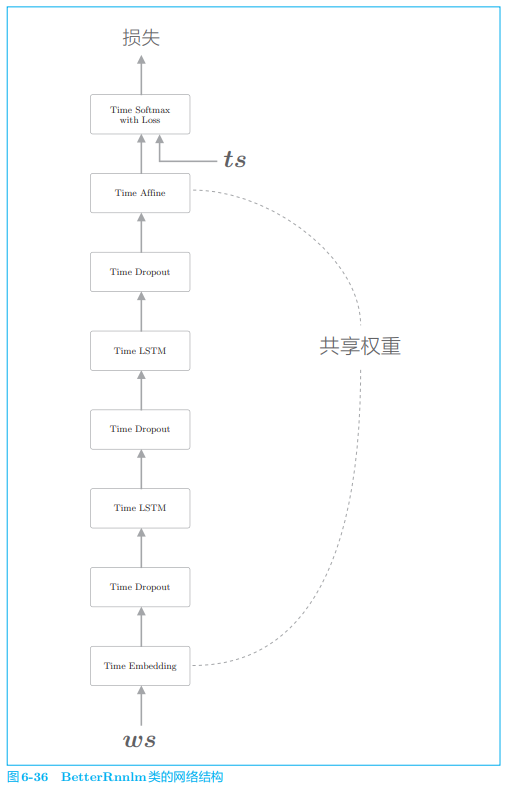 损失
Time Softmax
with Loss
ts
Time Affine
Time Dropout
Time LSTM
共享权重
Time Dropout
Time LSTM
Time Dropout
Time Embedding
ws
图6-36 BetterRnnlm类的网络结构